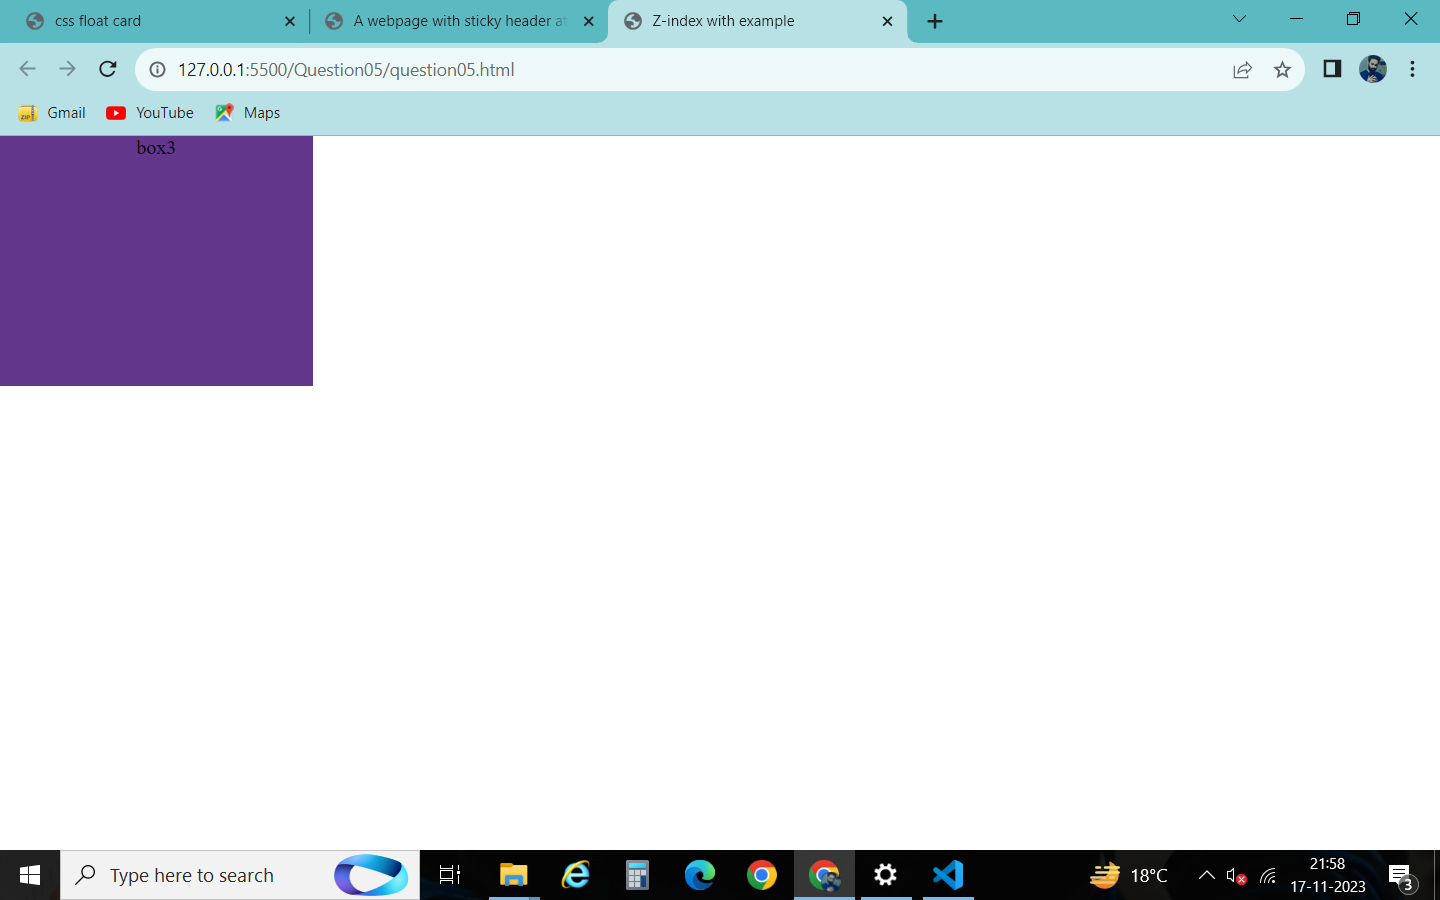 css float card
A webpage with sticky header at
Z-index with example
127.0.0.1:5500/Question05/question05.html
Gmail
YouTube
Maps
box3
Type here to search
18°C
21:58
17-11-2023
3